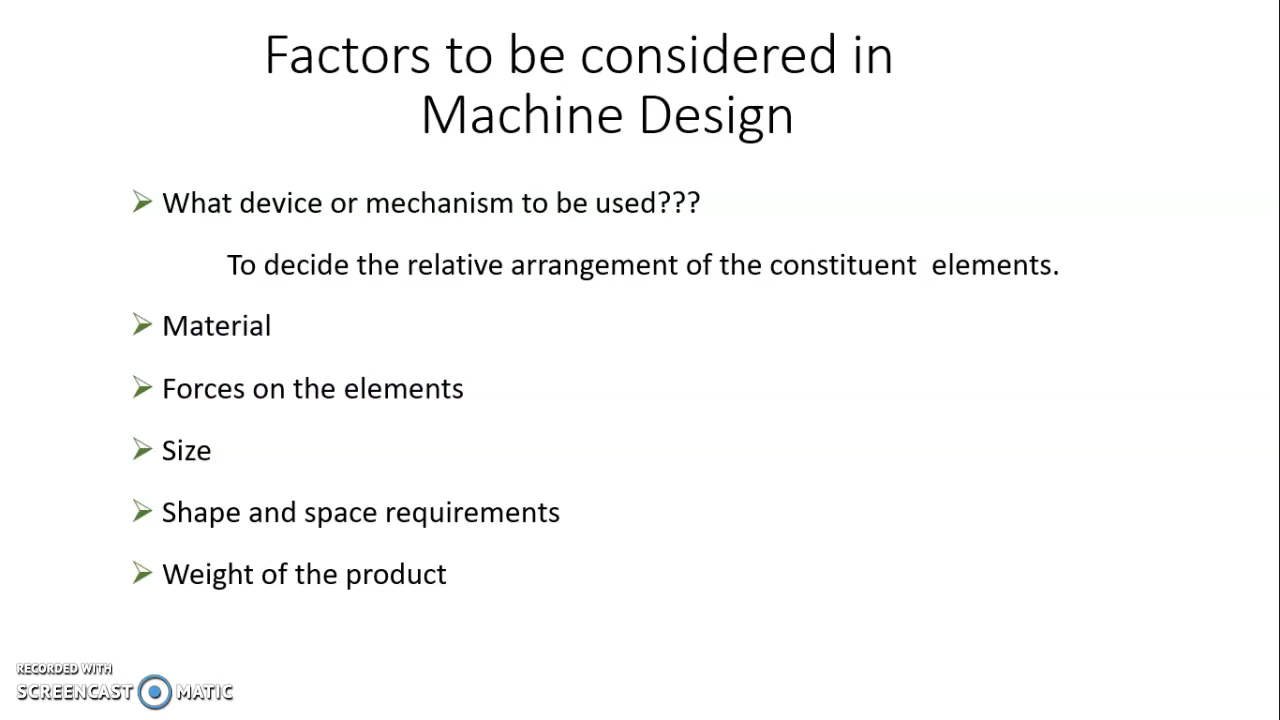 Factors to be considered in
Machine Design
What device or mechanism to be used???
To decide the relative arrangement of the constituent elements.
Material
Forces on the elements
Size
Shape and space requirements
Weight of the product
RECORDED WITH
SCREENCAST MATIC